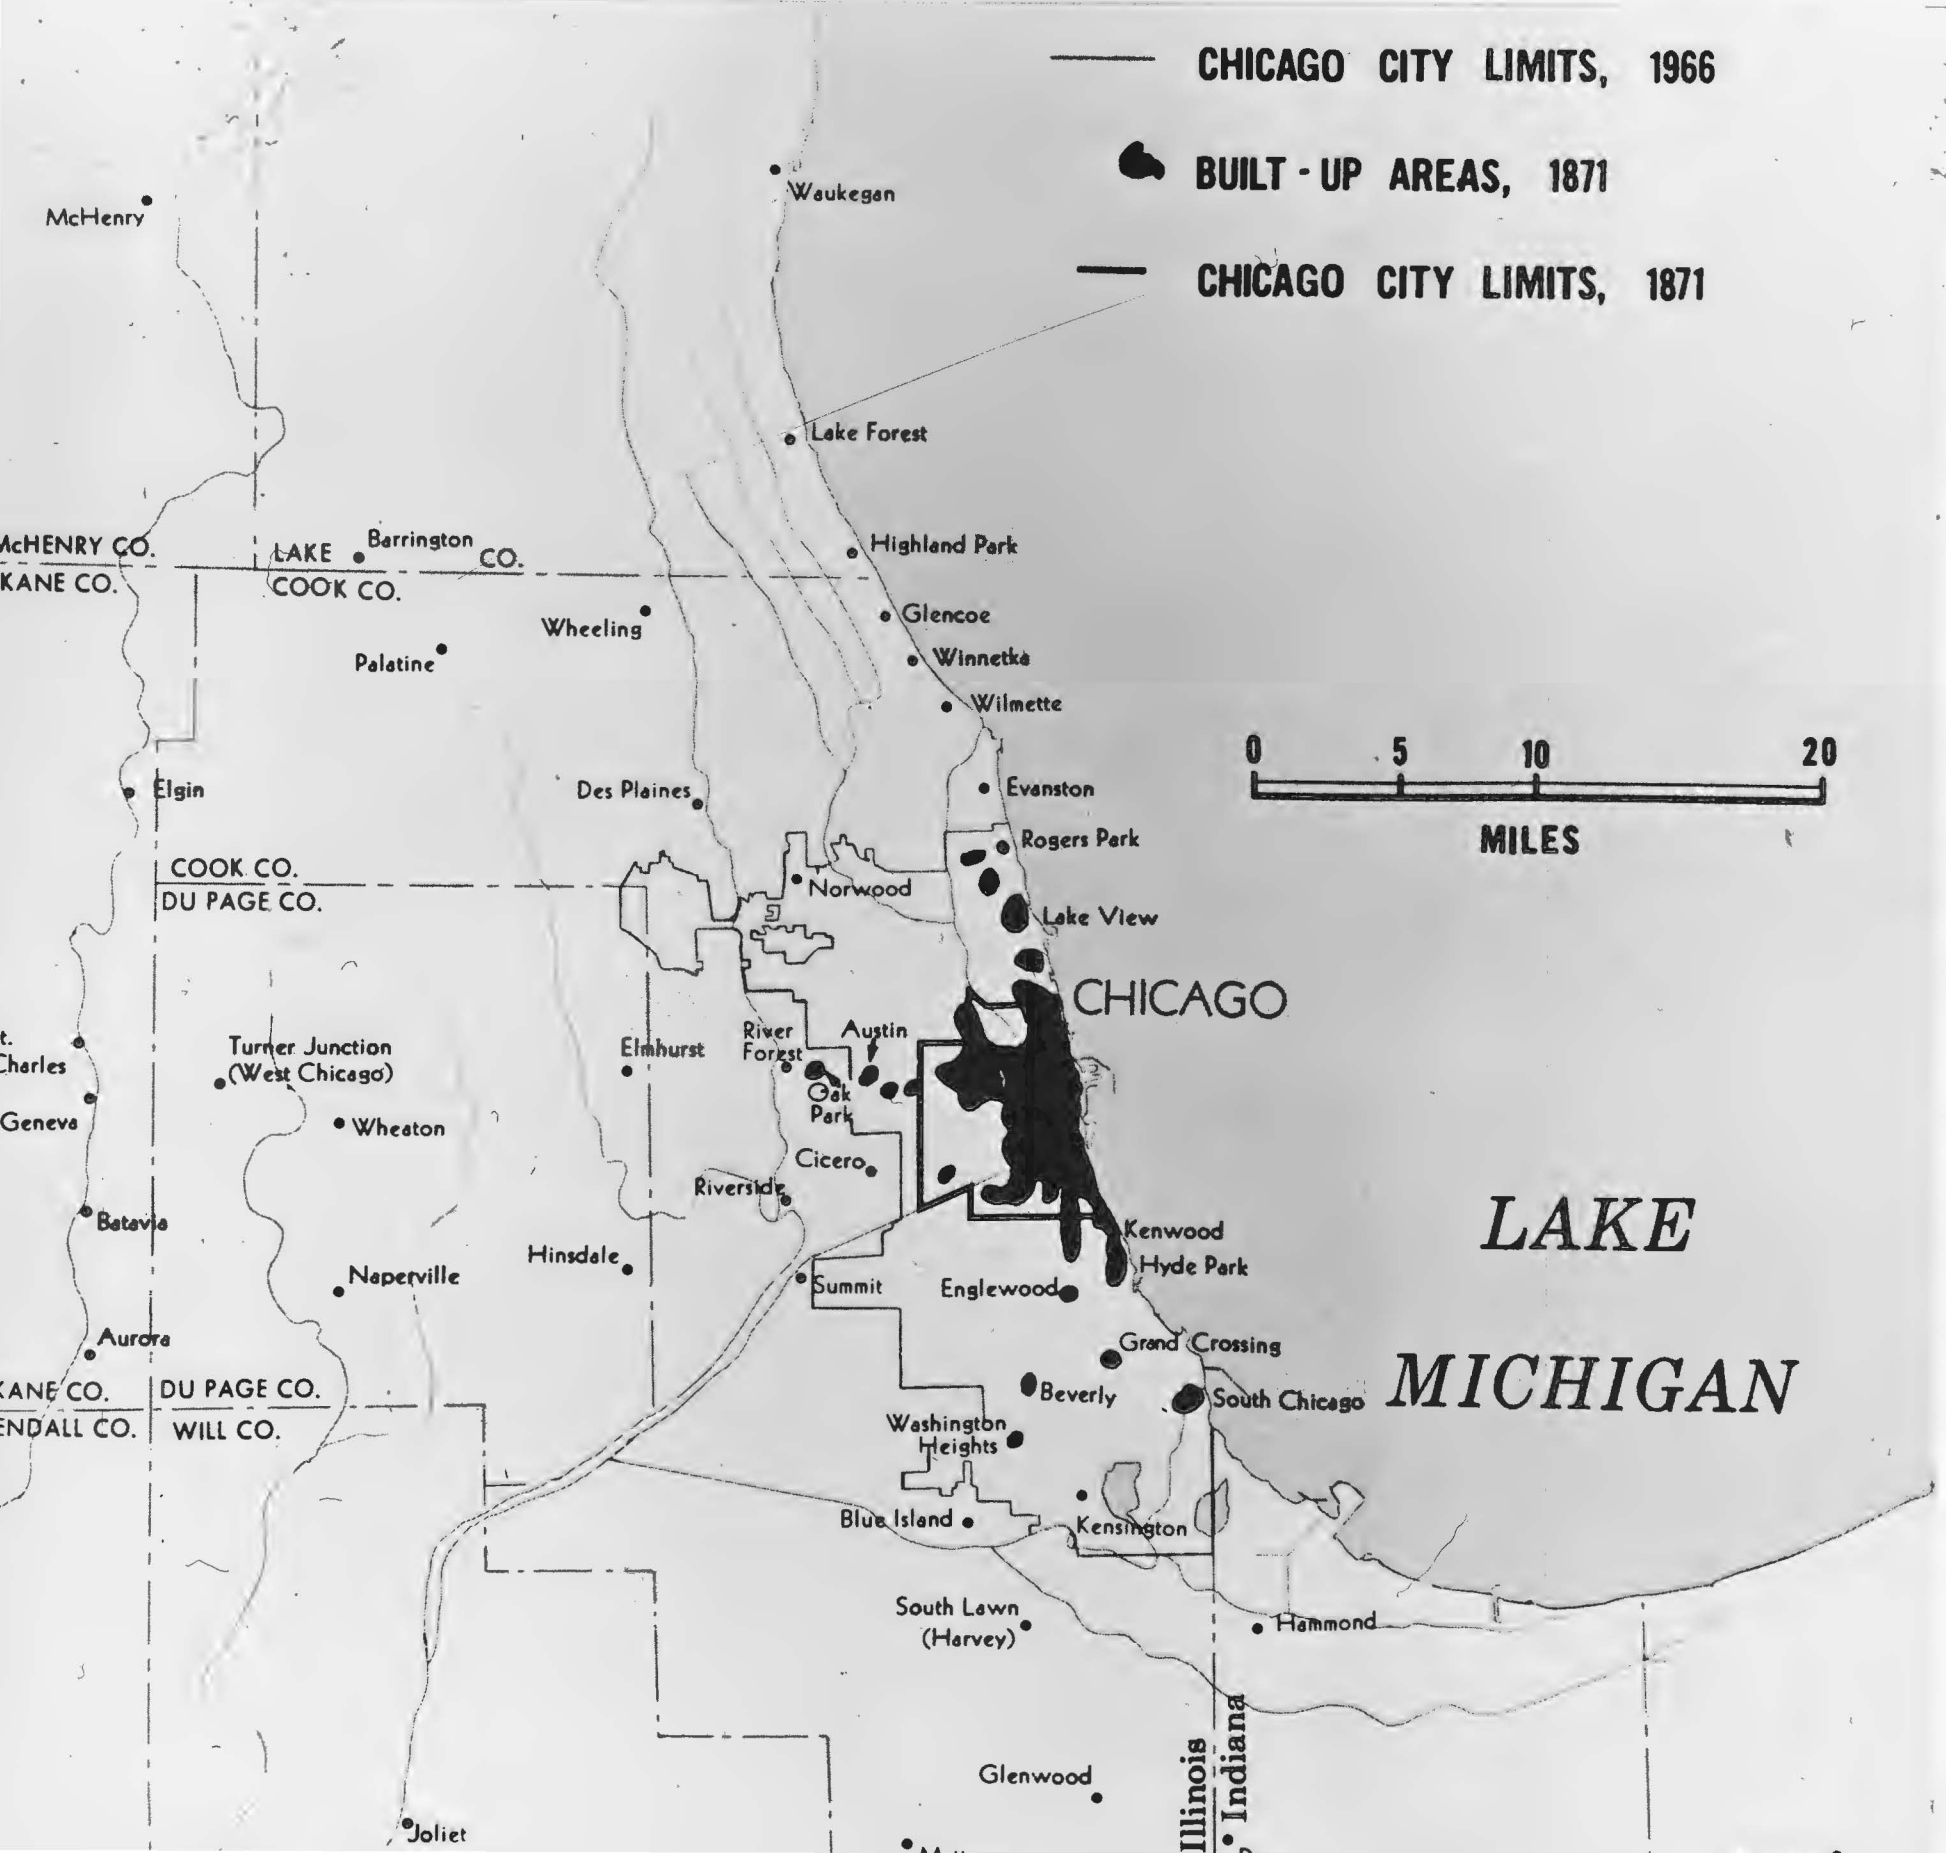 CHICAGO CITY LIMITS, 1966
BUILT-UP AREAS, 1871
CHICAGO CITY LIMITS, 1871
Waukegan
McHenry
Lake Forest
McHENRY CO.
KANE CO.
LAKE CO.
COOK CO.
Barrington
Highland Park
Glencoe
Wheeling
Palatine
Winnetka
Wilmette
0 5 10 20
MILES
Elgin
Des Plaines
Evanston
Rogers Park
COOK CO.
DU PAGE CO.
Norwood
Lake View
CHICAGO
t.
Charles
Geneva
Turner Junction
(West Chicago)
Wheaton
Elmhurst
River
Forest
Austin
Oak
Park
Cicero
Riverside
Batavia
Naperville
Hinsdale
Summit
Kenwood
Hyde Park
Englewood
LAKE
MICHIGAN
Aurora
Grand Crossing
Beverly
South Chicago
KANE CO.
ENDALL CO.
DU PAGE CO.
WILL CO.
Washington
Heights
Blue Island
Kensington
South Lawn
(Harvey)
Hammond
Illinois
Indiana
Glenwood
Joliet